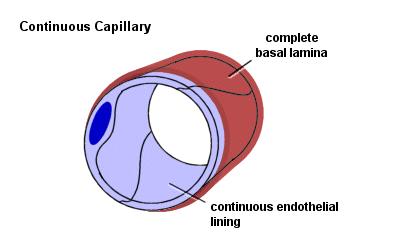 Continuous Capillary
complete
basal lamina
continuous endothelial
lining